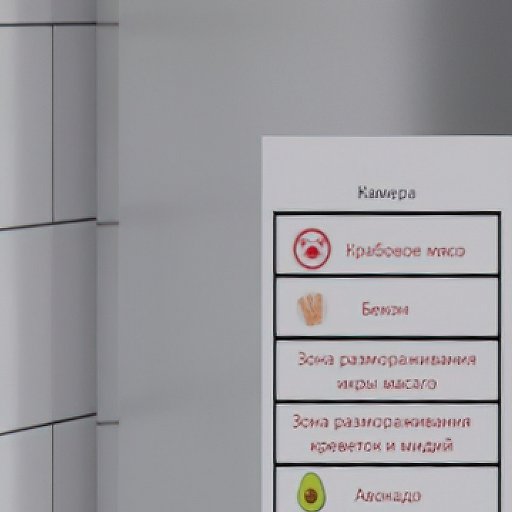 Камера
Крабовое мясо
Бекон
Зона размораживания
икры масаго
Зона размораживания
креветок и мидий
Авокадо